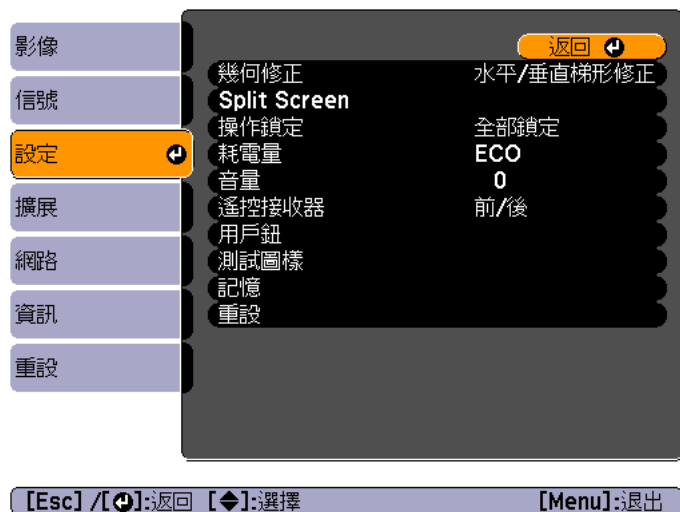 影像
信號
設定
擴展
網路
資訊
重設
返回
幾何修正 水平/垂直梯形修正
Split Screen
操作鎖定 全部鎖定
耗電量 ECO
音量 0
遙控接收器 前/後
用戶鈕
測試圖樣
記憶
重設
[Esc] /[⏎]:返回 [◆]:選擇 [Menu]:退出